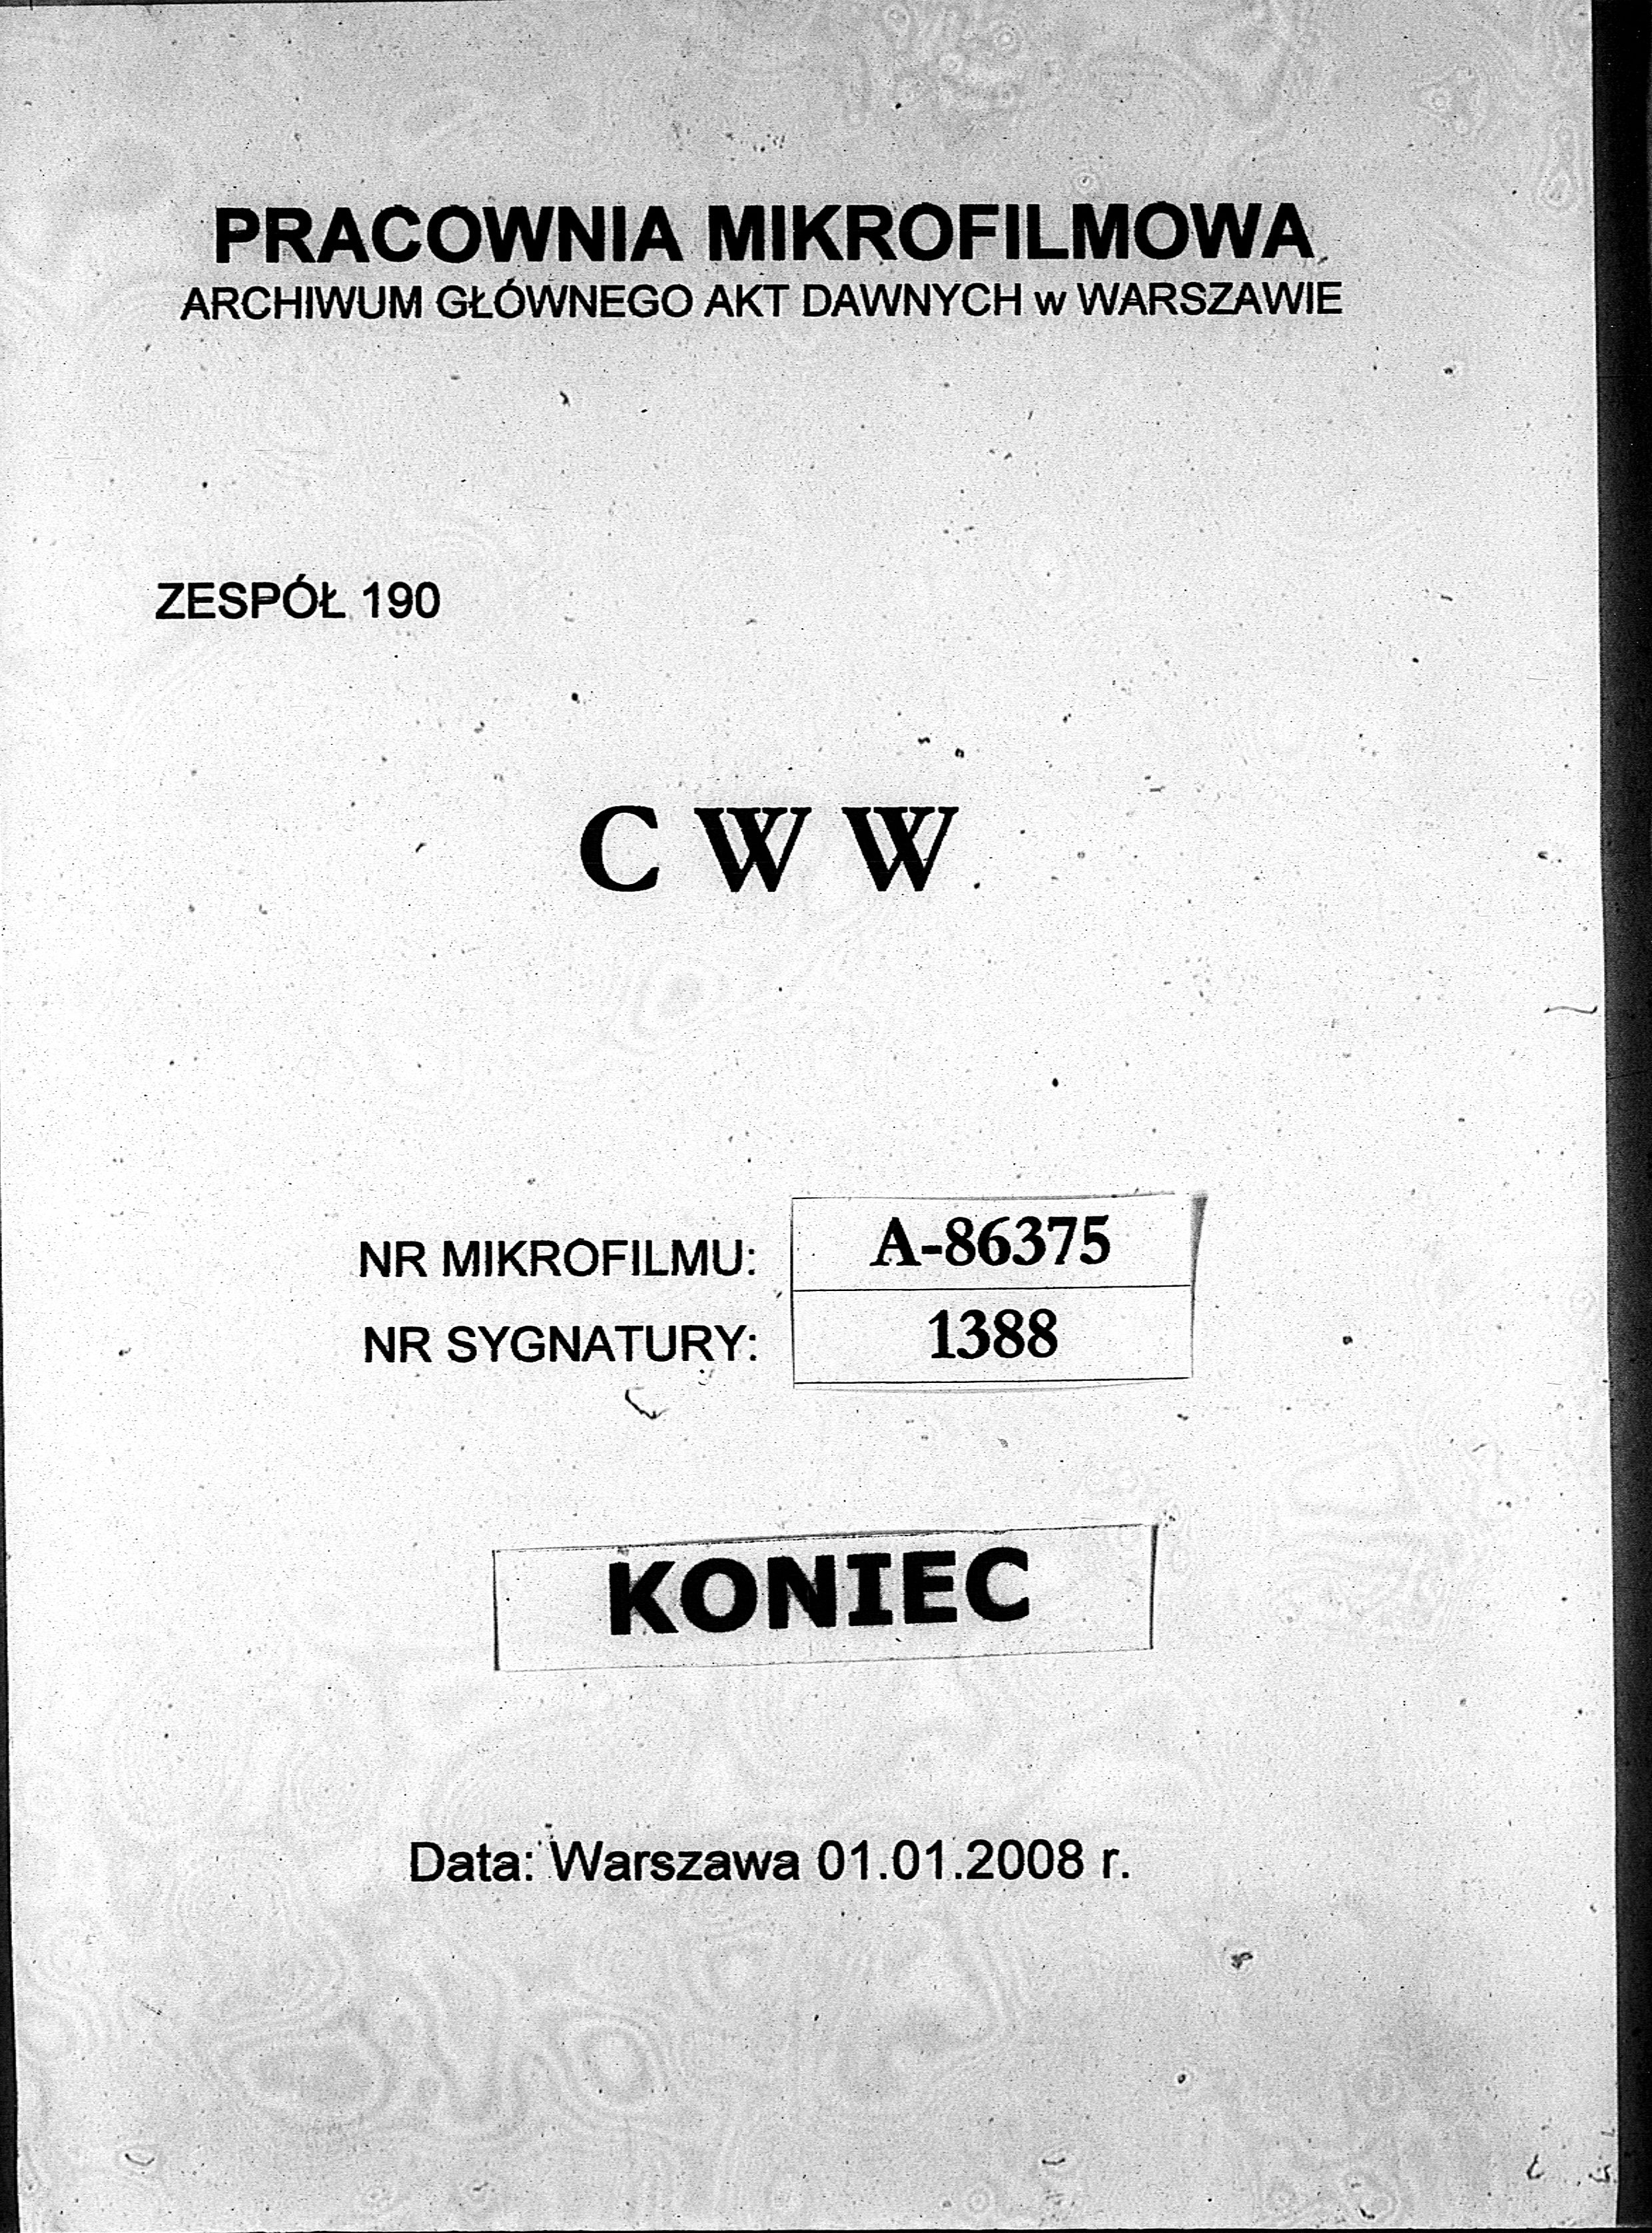 PRACOWNIA MIKROFILMOWA
ARCHIWUM GŁÓWNEGO AKT DAWNYCH w WARSZAWIE
ZESPÓŁ 190
C W W
NR MIKROFILMU: A-86375
NR SYGNATURY: 1388
KONIEC
Data: Warszawa 01.01.2008 r.